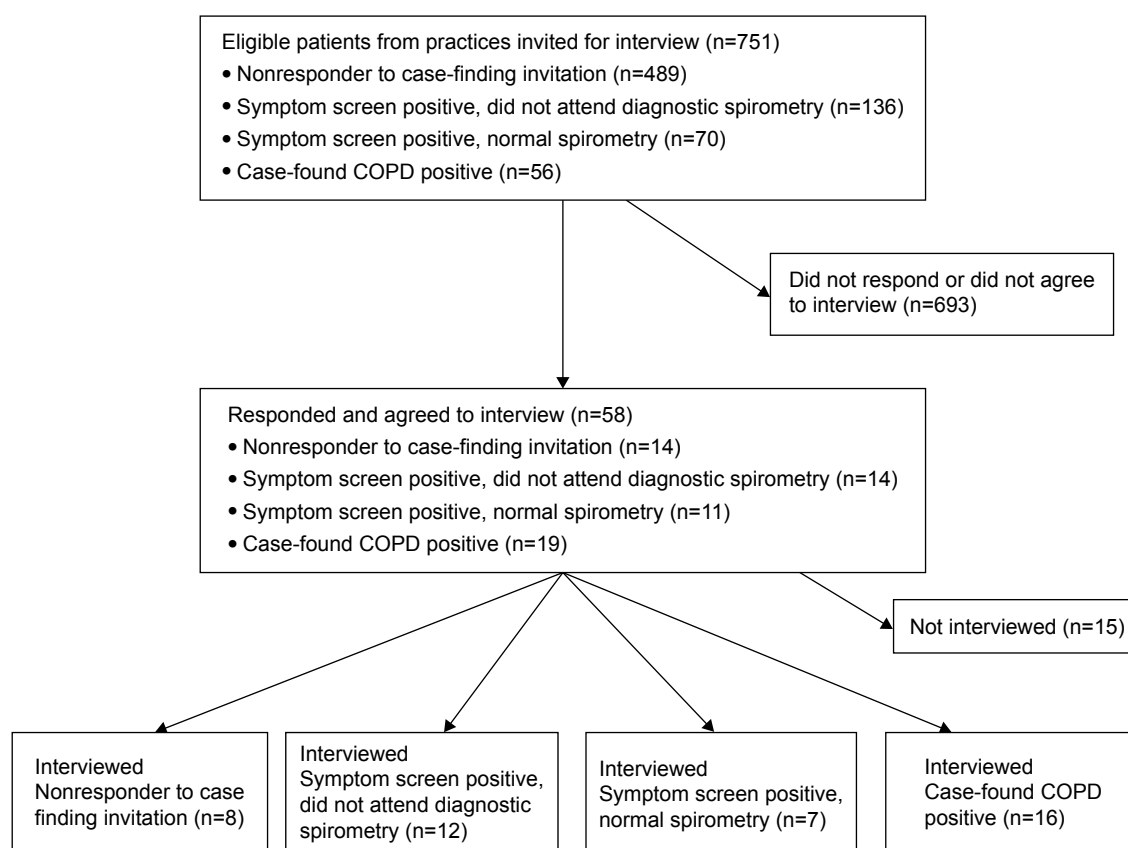 Eligible patients from practices invited for interview (n=751)
• Nonresponder to case-finding invitation (n=489)
• Symptom screen positive, did not attend diagnostic spirometry (n=136)
• Symptom screen positive, normal spirometry (n=70)
• Case-found COPD positive (n=56)
Did not respond or did not agree
to interview (n=693)
Responded and agreed to interview (n=58)
• Nonresponder to case-finding invitation (n=14)
• Symptom screen positive, did not attend diagnostic spirometry (n=14)
• Symptom screen positive, normal spirometry (n=11)
• Case-found COPD positive (n=19)
Not interviewed (n=15)
Interviewed
Nonresponder to case
finding invitation (n=8)
Interviewed
Symptom screen positive,
did not attend diagnostic
spirometry (n=12)
Interviewed
Symptom screen positive,
normal spirometry (n=7)
Interviewed
Case-found COPD
positive (n=16)